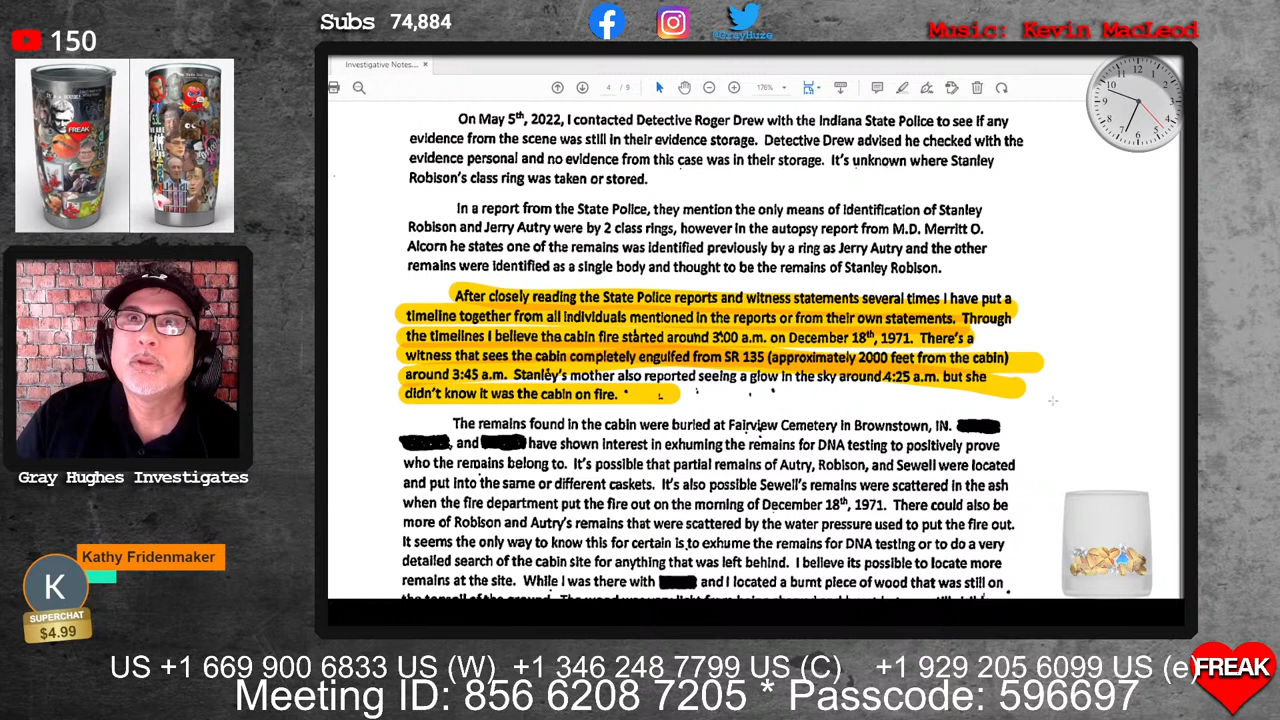 150
Subs 74,884
@GrayHuze
Music: Kevin MacLeod
FREAK
Investigative Notes...
4 / 9
176%
On May 5th, 2022, I contacted Detective Roger Drew with the Indiana State Police to see if any
evidence from the scene was still in their evidence storage. Detective Drew advised he checked with the
evidence personal and no evidence from this case was in their storage. It's unknown where Stanley
Robison's class ring was taken or stored.
In a report from the State Police, they mention the only means of identification of Stanley
Robison and Jerry Autry were by 2 class rings, however in the autopsy report from M.D. Merritt O.
Alcorn he states one of the remains was identified previously by a ring as Jerry Autry and the other
remains were identified as a single body and thought to be the remains of Stanley Robison.
After closely reading the State Police reports and witness statements several times I have put a
timeline together from all individuals mentioned in the reports or from their own statements. Through
the timelines I believe the cabin fire started around 3:00 a.m. on December 18th, 1971. There's a
witness that sees the cabin completely engulfed from SR 135 (approximately 2000 feet from the cabin)
around 3:45 a.m. Stanley's mother also reported seeing a glow in the sky around 4:25 a.m. but she
didn't know it was the cabin on fire.
The remains found in the cabin were buried at Fairview Cemetery in Brownstown, IN.
, and have shown interest in exhuming the remains for DNA testing to positively prove
who the remains belong to. It's possible that partial remains of Autry, Robison, and Sewell were located
and put into the same or different caskets. It's also possible Sewell's remains were scattered in the ash
when the fire department put the fire out on the morning of December 18th, 1971. There could also be
more of Robison and Autry's remains that were scattered by the water pressure used to put the fire out.
It seems the only way to know this for certain is to exhume the remains for DNA testing or to do a very
detailed search of the cabin site for anything that was left behind. I believe its possible to locate more
remains at the site. While I was there with and I located a burnt piece of wood that was still on
Gray Hughes Investigates
Kathy Fridenmaker
K
SUPERCHAT
$4.99
US +1 669 900 6833 US (W) +1 346 248 7799 US (C) +1 929 205 6099 US (e)
Meeting ID: 856 6208 7205 * Passcode: 596697
FREAK